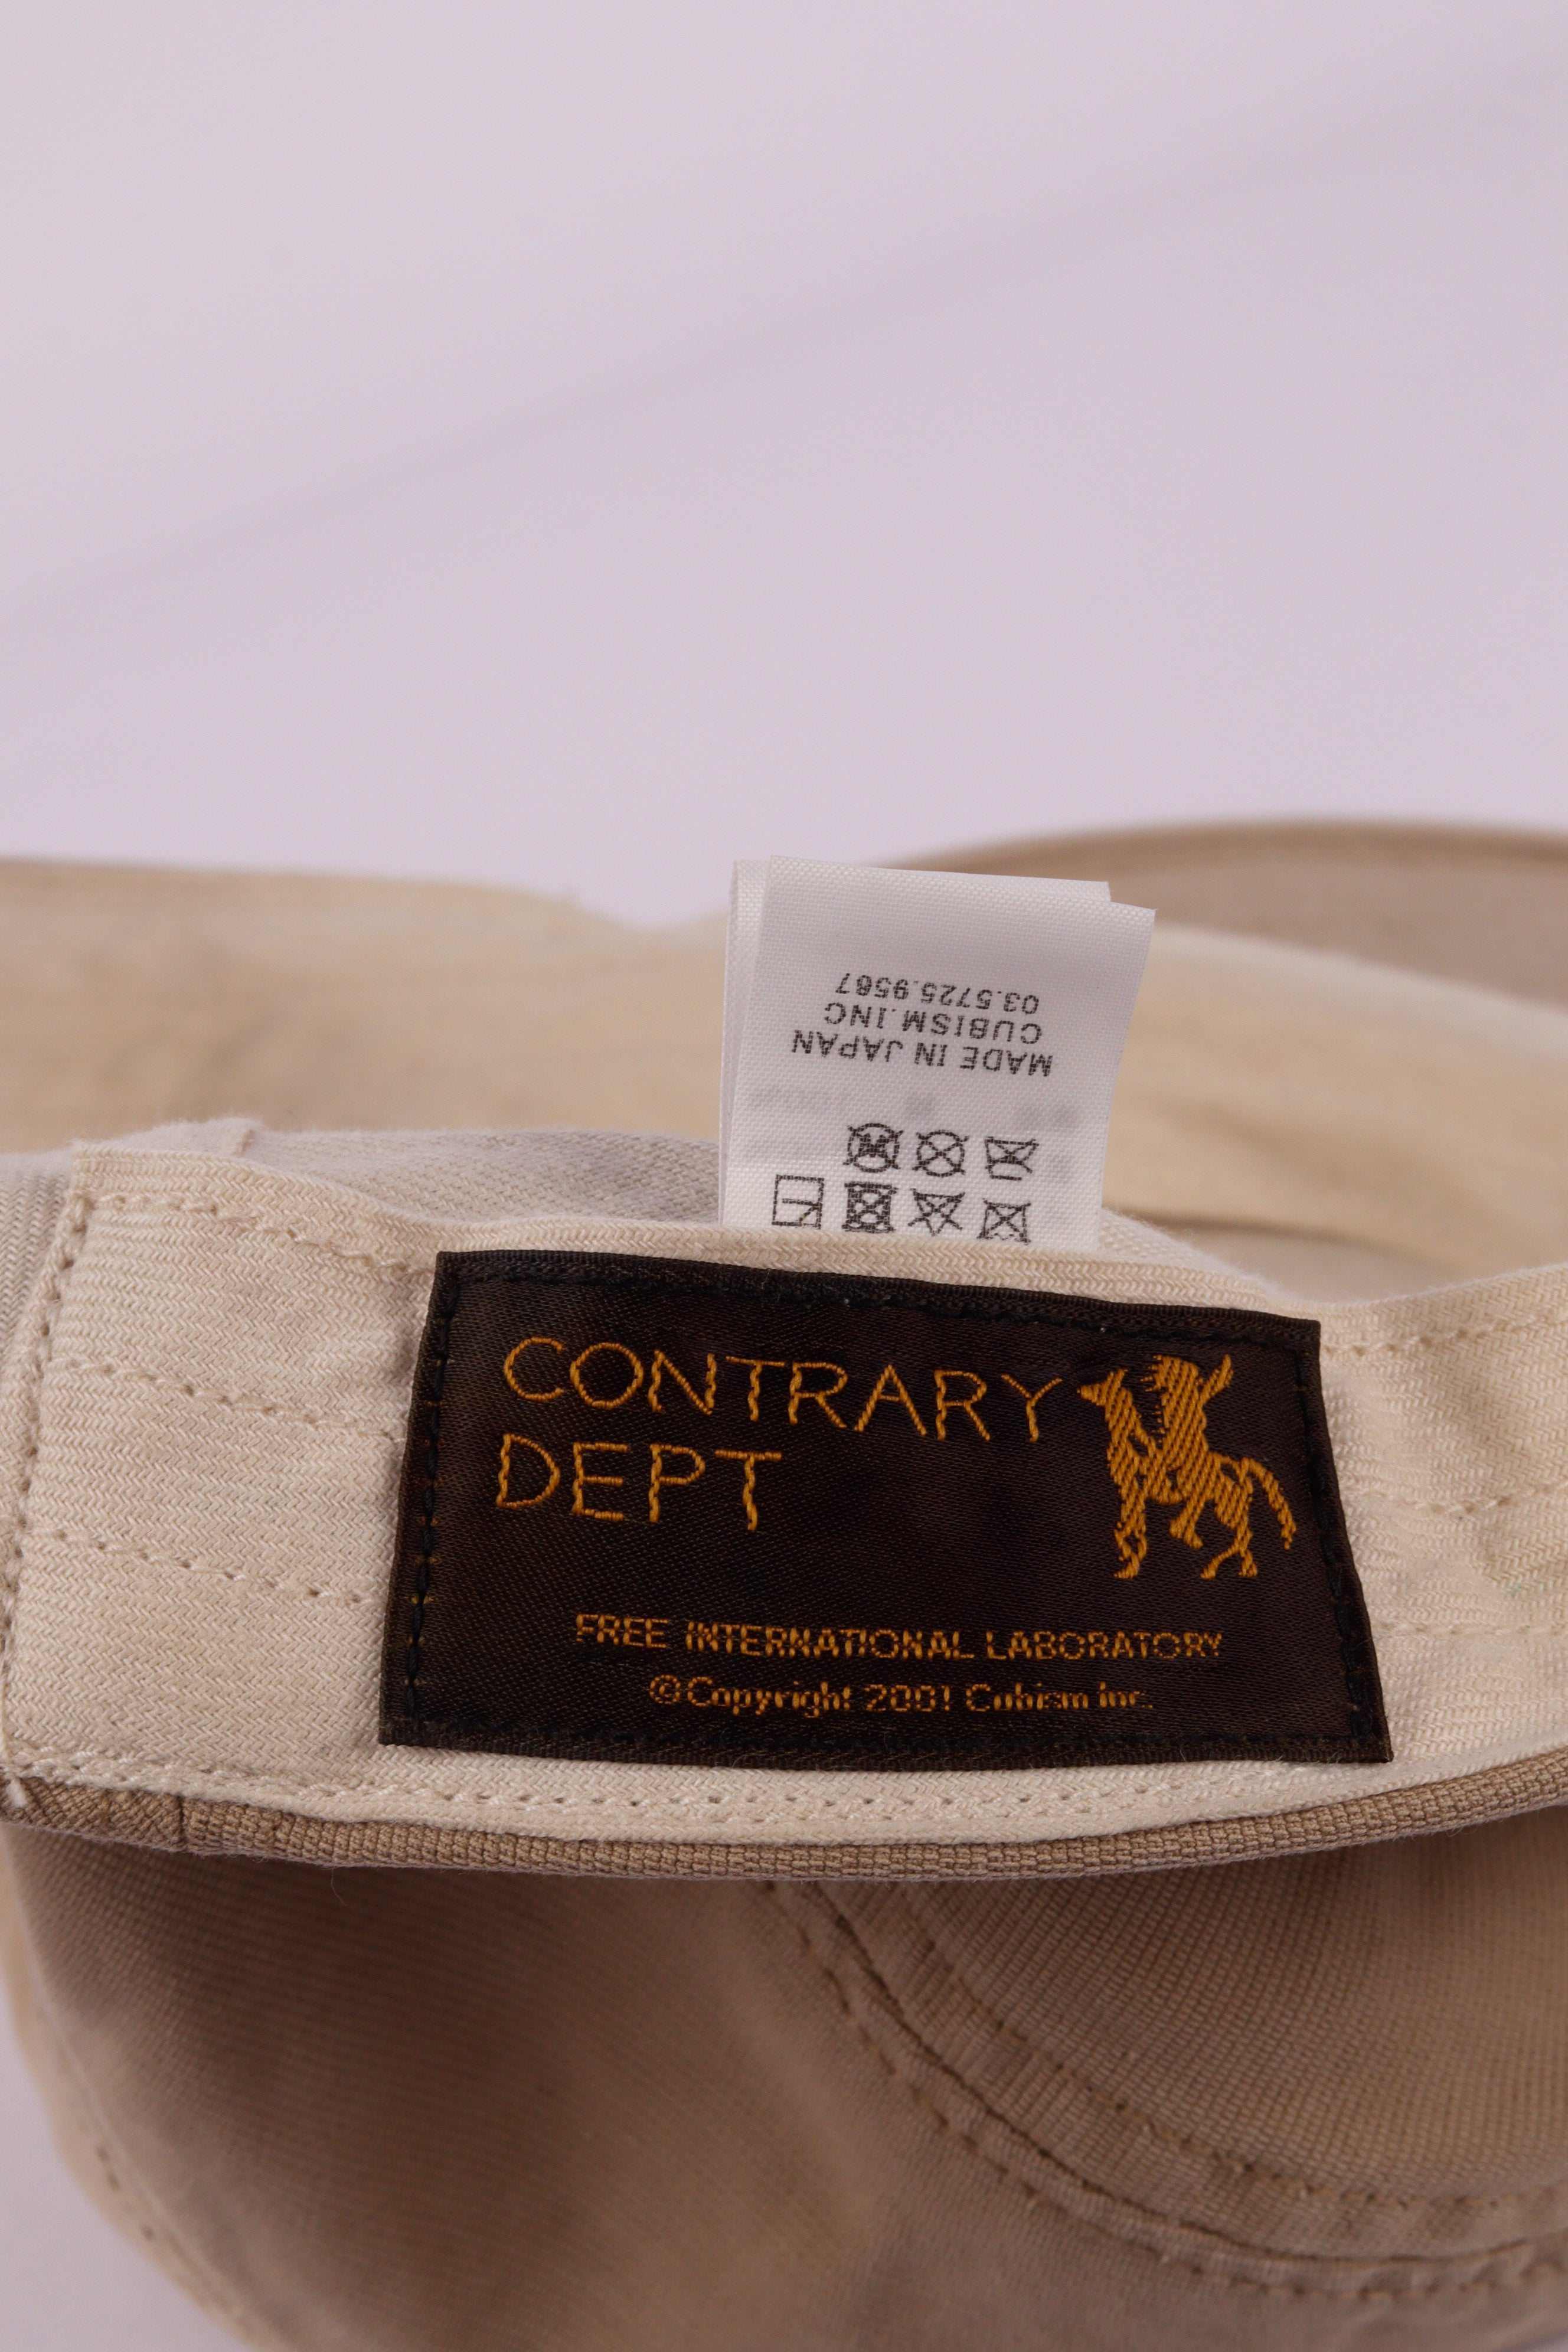 MADE IN JAPAN
CUBISM.INC
03.5725.9567
CONTRARY
DEPT
FREE INTERNATIONAL LABORATORY
©Copyright 2001 Cubism inc.